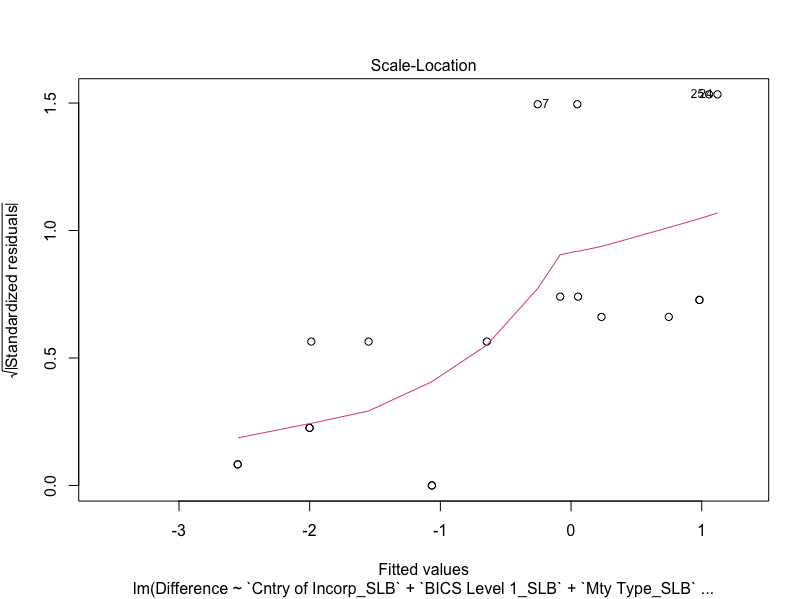 Scale-Location
√|Standardized residuals|
1.5
1.0
0.5
0.0
7
-3
-2
-1
0
1
Fitted values
lm(Difference ~ `Cntry of Incorp_SLB` + `BICS Level 1_SLB` + `Mty Type_SLB` ...